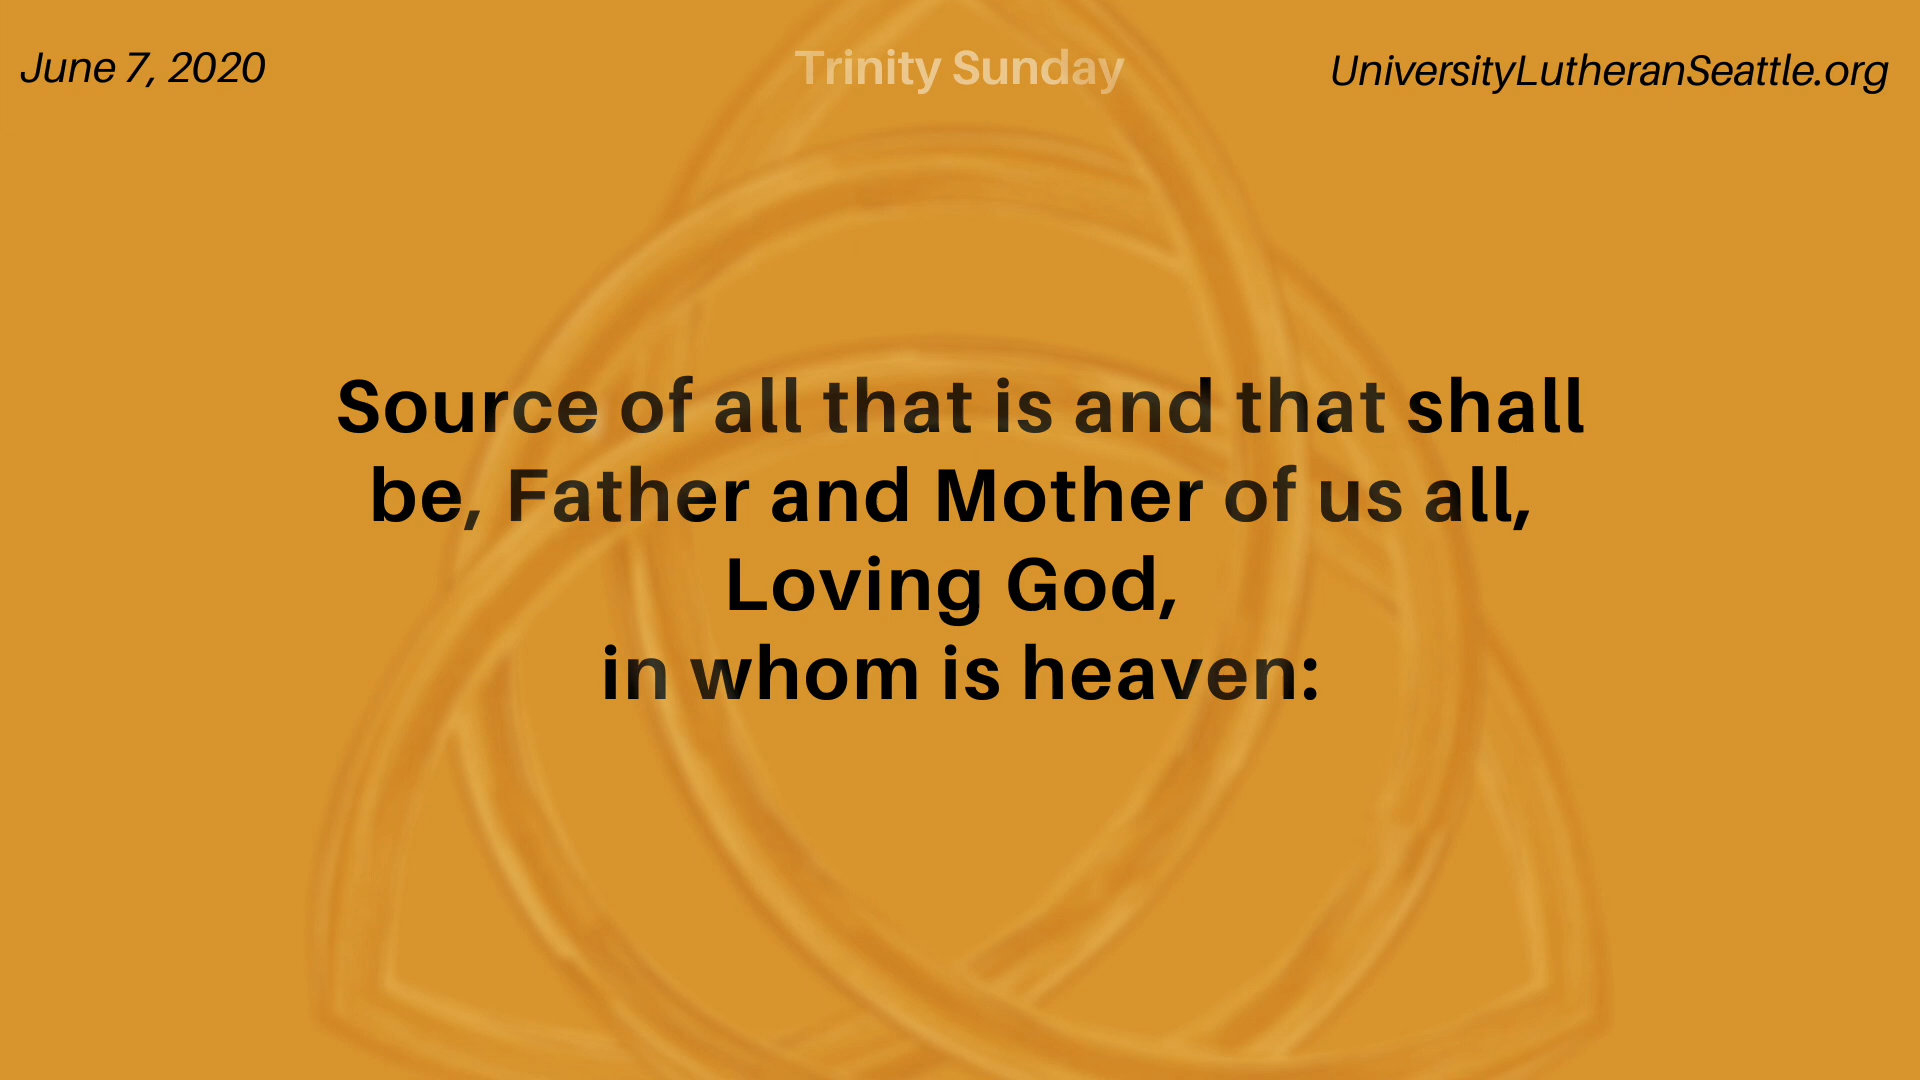 June 7, 2020
Trinity Sunday
UniversityLutheranSeattle.org
Source of all that is and that shall
be, Father and Mother of us all,
Loving God,
in whom is heaven: